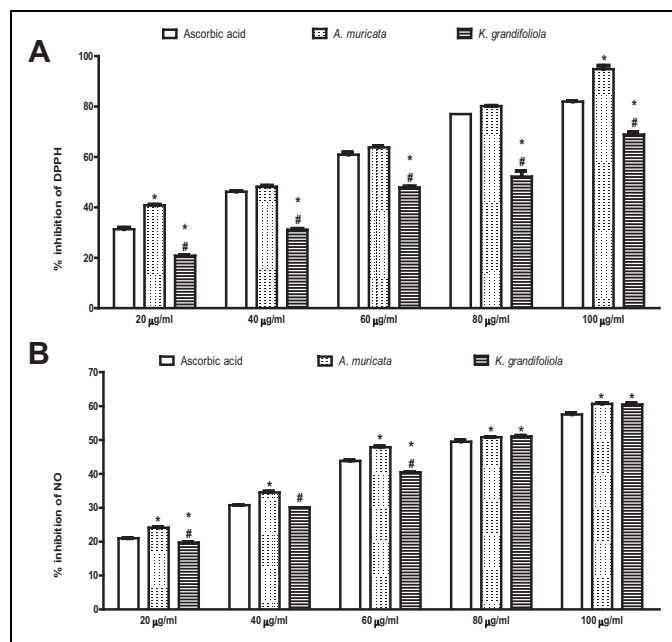 A
Ascorbic acid A. muricata K. grandifoliola
% inhibition of DPPH
100
80
60
40
20
0
* * # * # * # * # * * #
20 µg/ml 40 µg/ml 60 µg/ml 80 µg/ml 100 µg/ml
B
Ascorbic acid A. muricata K. grandifoliola
% inhibition of NO
70
60
50
40
30
20
10
0
* * # * # * * # * * * *
20 µg/ml 40 µg/ml 60 µg/ml 80 µg/ml 100 µg/ml